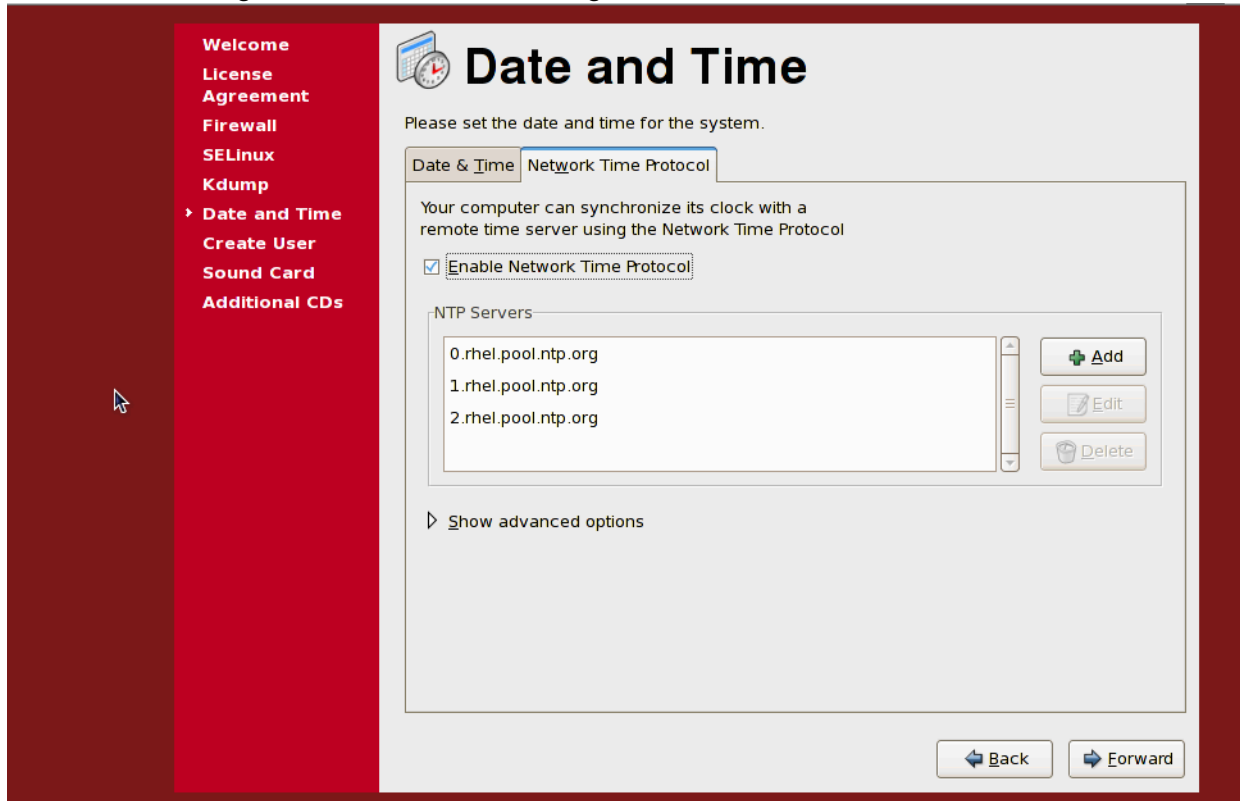 Welcome
License
Agreement
Firewall
SELinux
Kdump
Date and Time
Create User
Sound Card
Additional CDs
Date and Time
Please set the date and time for the system.
Date & Time
Network Time Protocol
Your computer can synchronize its clock with a
remote time server using the Network Time Protocol
Enable Network Time Protocol
NTP Servers
0.rhel.pool.ntp.org
1.rhel.pool.ntp.org
2.rhel.pool.ntp.org
Add
Edit
Delete
Show advanced options
Back
Forward